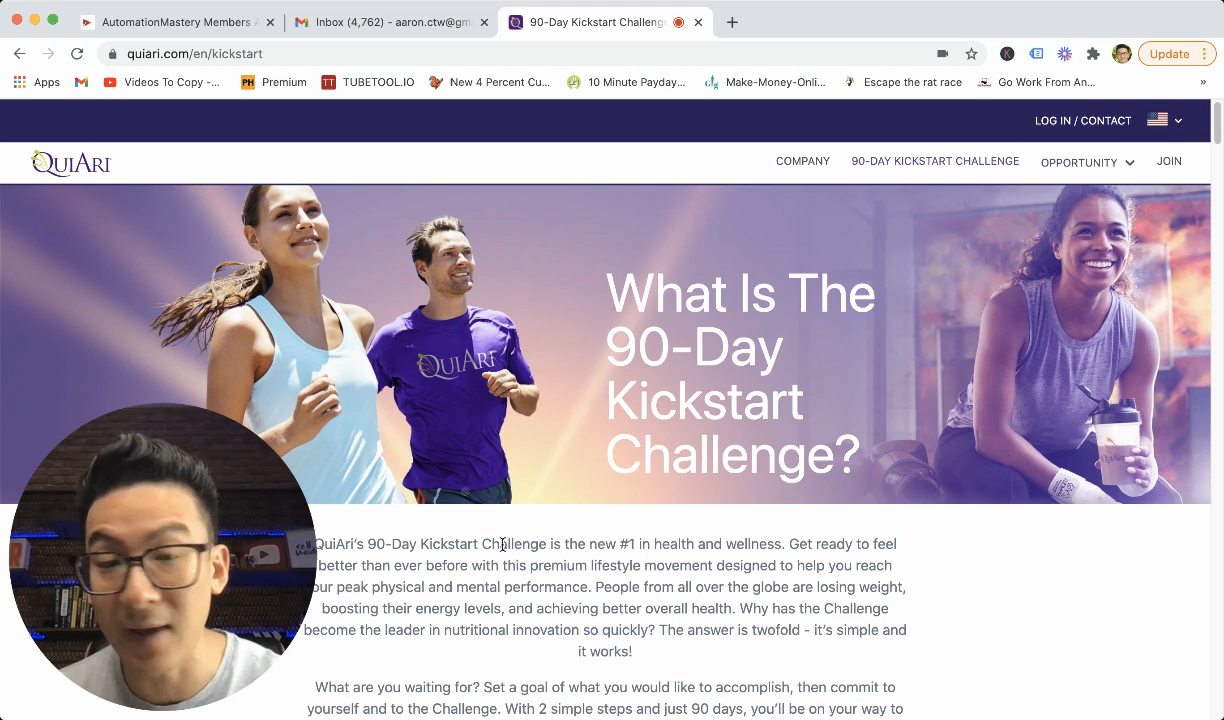 AutomationMastery Members A
Inbox (4,762) - aaron.ctw@gm
90-Day Kickstart Challenge
quiari.com/en/kickstart
Update
Apps
Videos To Copy -...
PH Premium
TT TUBETOOL.IO
New 4 Percent Cu...
10 Minute Payday...
Make-Money-Onli...
Escape the rat race
Go Work From An...
»
LOG IN / CONTACT
QUIARI
COMPANY
90-DAY KICKSTART CHALLENGE
OPPORTUNITY
JOIN
QUIARI
What Is The
90-Day
Kickstart
Challenge?
QuiAri's 90-Day Kickstart Challenge is the new #1 in health and wellness. Get ready to feel
better than ever before with this premium lifestyle movement designed to help you reach
our peak physical and mental performance. People from all over the globe are losing weight,
boosting their energy levels, and achieving better overall health. Why has the Challenge
become the leader in nutritional innovation so quickly? The answer is twofold - it's simple and
it works!
What are you waiting for? Set a goal of what you would like to accomplish, then commit to
yourself and to the Challenge. With 2 simple steps and just 90 days, you'll be on your way to